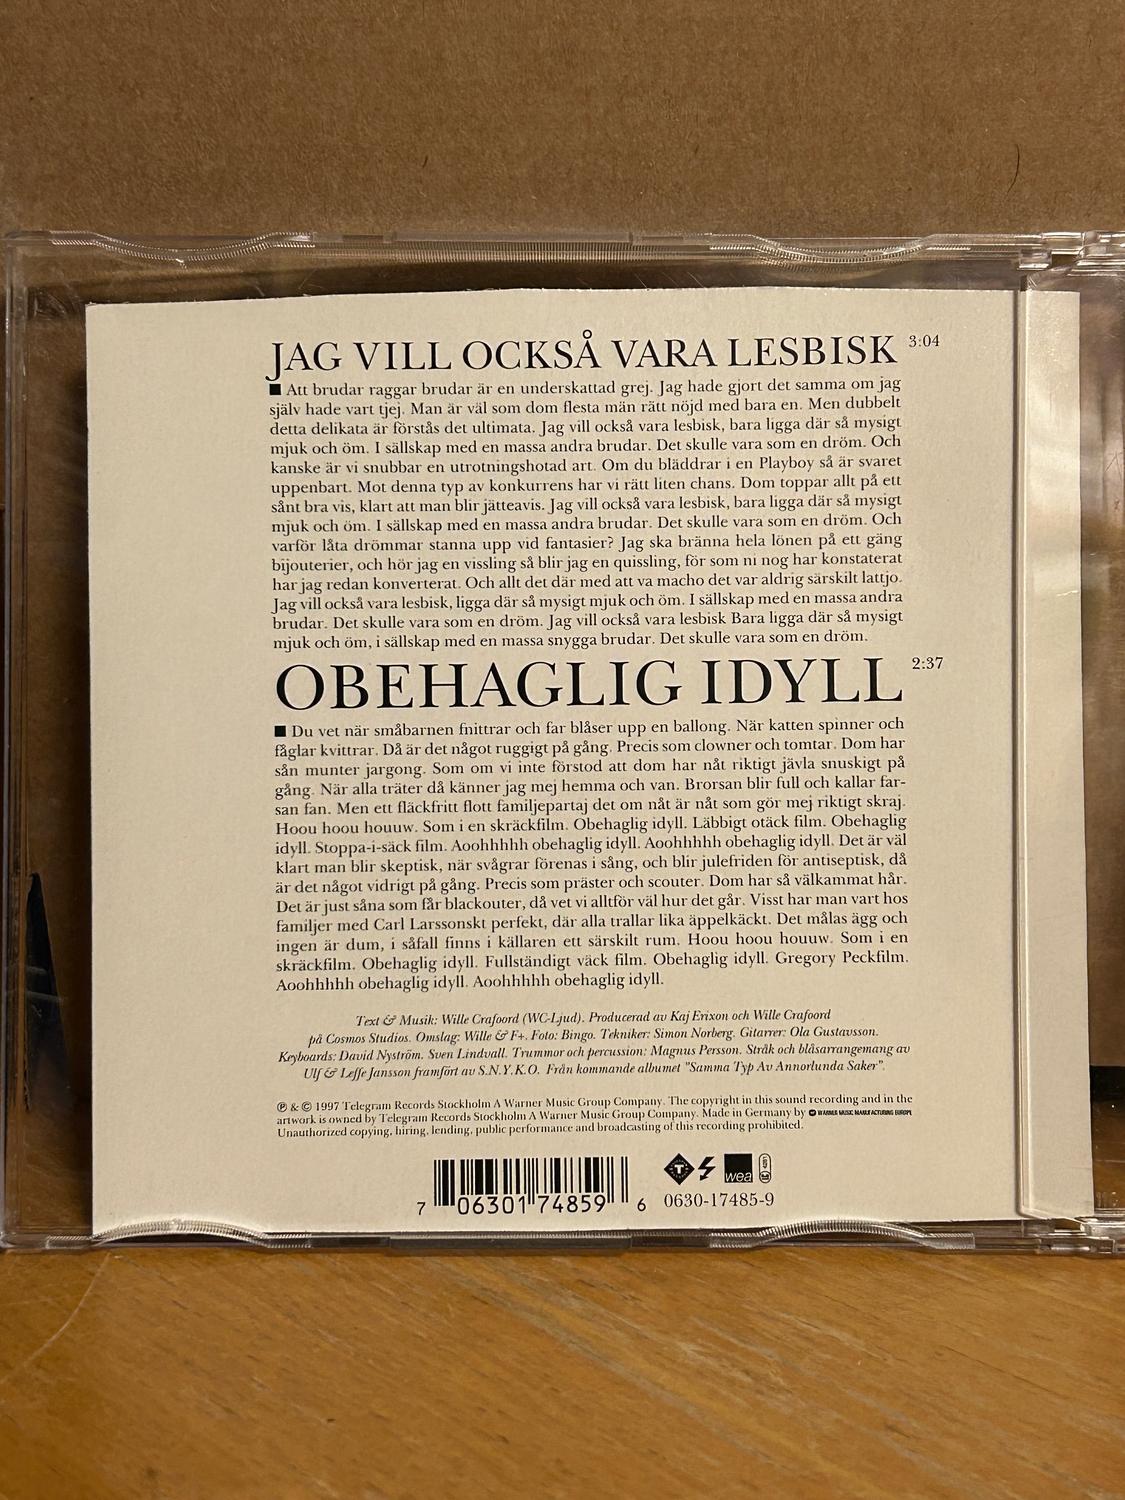 JAG VILL OCKSÅ VARA LESBISK 3:04
■ Att brudar raggar brudar är en underskattad grej. Jag hade gjort det samma om jag
själv hade vart tjej. Man är väl som dom flesta män rätt nöjd med bara en. Men dubbelt
detta delikata är förstås det ultimata. Jag vill också vara lesbisk, bara ligga där så mysigt
mjuk och öm. I sällskap med en massa andra brudar. Det skulle vara som en dröm. Och
kanske är vi snubbar en utrotningshotad art. Om du bläddrar i en Playboy så är svaret
uppenbart. Mot denna typ av konkurrens har vi rätt liten chans. Dom toppar allt på ett
sånt bra vis, klart att man blir jätteavis. Jag vill också vara lesbisk, bara ligga där så mysigt
mjuk och öm. I sällskap med en massa andra brudar. Det skulle vara som en dröm. Och
varför låta drömmar stanna upp vid fantasier? Jag ska bränna hela lönen på ett gäng
bijouterier, och hör jag en vissling så blir jag en quissling, för som ni nog har konstaterat
har jag redan konverterat. Och allt det där med att va macho det var aldrig särskilt lattjo.
Jag vill också vara lesbisk, ligga där så mysigt mjuk och öm. I sällskap med en massa andra
brudar. Det skulle vara som en dröm. Jag vill också vara lesbisk Bara ligga där så mysigt
mjuk och öm, i sällskap med en massa snygga brudar. Det skulle vara som en dröm.
OBEHAGLIG IDYLL 2:37
■ Du vet när småbarnen fnittrar och far blåser upp en ballong. När katten spinner och
fåglar kvittrar. Då är det något ruggigt på gång. Precis som clowner och tomtar. Dom har
sån munter jargong. Som om vi inte förstod att dom har nåt riktigt jävla snuskigt på
gång. När alla träter då känner jag mej hemma och van. Brorsan blir full och kallar far-
san fan. Men ett fläckfritt flott familjepartaj det om nåt är nåt som gör mej riktigt skraj.
Hoou hoou houuw. Som i en skräckfilm. Obehaglig idyll. Läbbigt otäck film. Obehaglig
idyll. Stoppa-i-säck film. Aoohhhhh obehaglig idyll. Aoohhhhh obehaglig idyll. Det är väl
klart man blir skeptisk, när svågrar förenas i sång, och blir julefriden för antiseptisk, då
är det något vidrigt på gång. Precis som präster och scouter. Dom har så välkammat hår.
Det är just såna som får blackouter, då vet vi alltför väl hur det går. Visst har man vart hos
familjer med Carl Larssonskt perfekt, där alla trallar lika äppelkäckt. Det målas ägg och
ingen är dum, i såfall finns i källaren ett särskilt rum. Hoou hoou houuw. Som i en
skräckfilm. Obehaglig idyll. Fullständigt väck film. Obehaglig idyll. Gregory Peckfilm.
Aoohhhhh obehaglig idyll. Aoohhhhh obehaglig idyll.
Text & Musik: Wille Crafoord (WC-Ljud). Producerad av Kaj Erixon och Wille Crafoord
på Cosmos Studios. Omslag: Wille & F+. Foto: Bingo. Tekniker: Simon Norberg. Gitarrer: Ola Gustavsson.
Keyboards: David Nyström. Sven Lindvall. Trummor och percussion: Magnus Persson. Stråk och blåsarrangemang av
Ulf & Leffe Jansson framfört av S.N.Y.K.O. Från kommande albumet "Samma Typ Av Annorlunda Saker".
℗ & © 1997 Telegram Records Stockholm A Warner Music Group Company. The copyright in this sound recording and in the
artwork is owned by Telegram Records Stockholm A Warner Music Group Company. Made in Germany by WARNER MUSIC MANUFACTURING EUROPE
Unauthorized copying, hiring, lending, public performance and broadcasting of this recording prohibited.
T wea
7 06301 74859 6 0630-17485-9